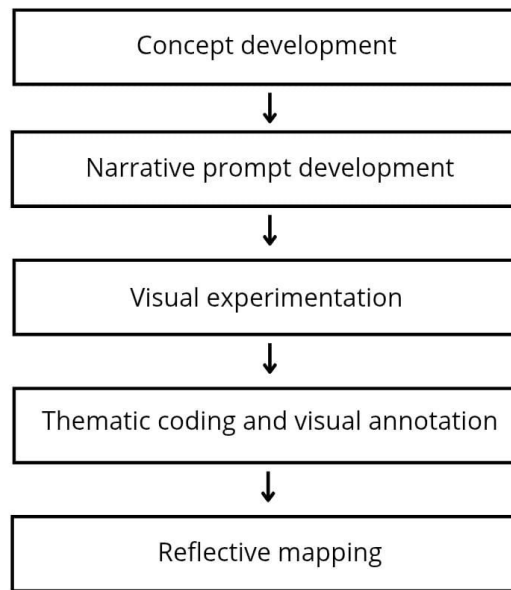 Concept development
Narrative prompt development
Visual experimentation
Thematic coding and visual annotation
Reflective mapping